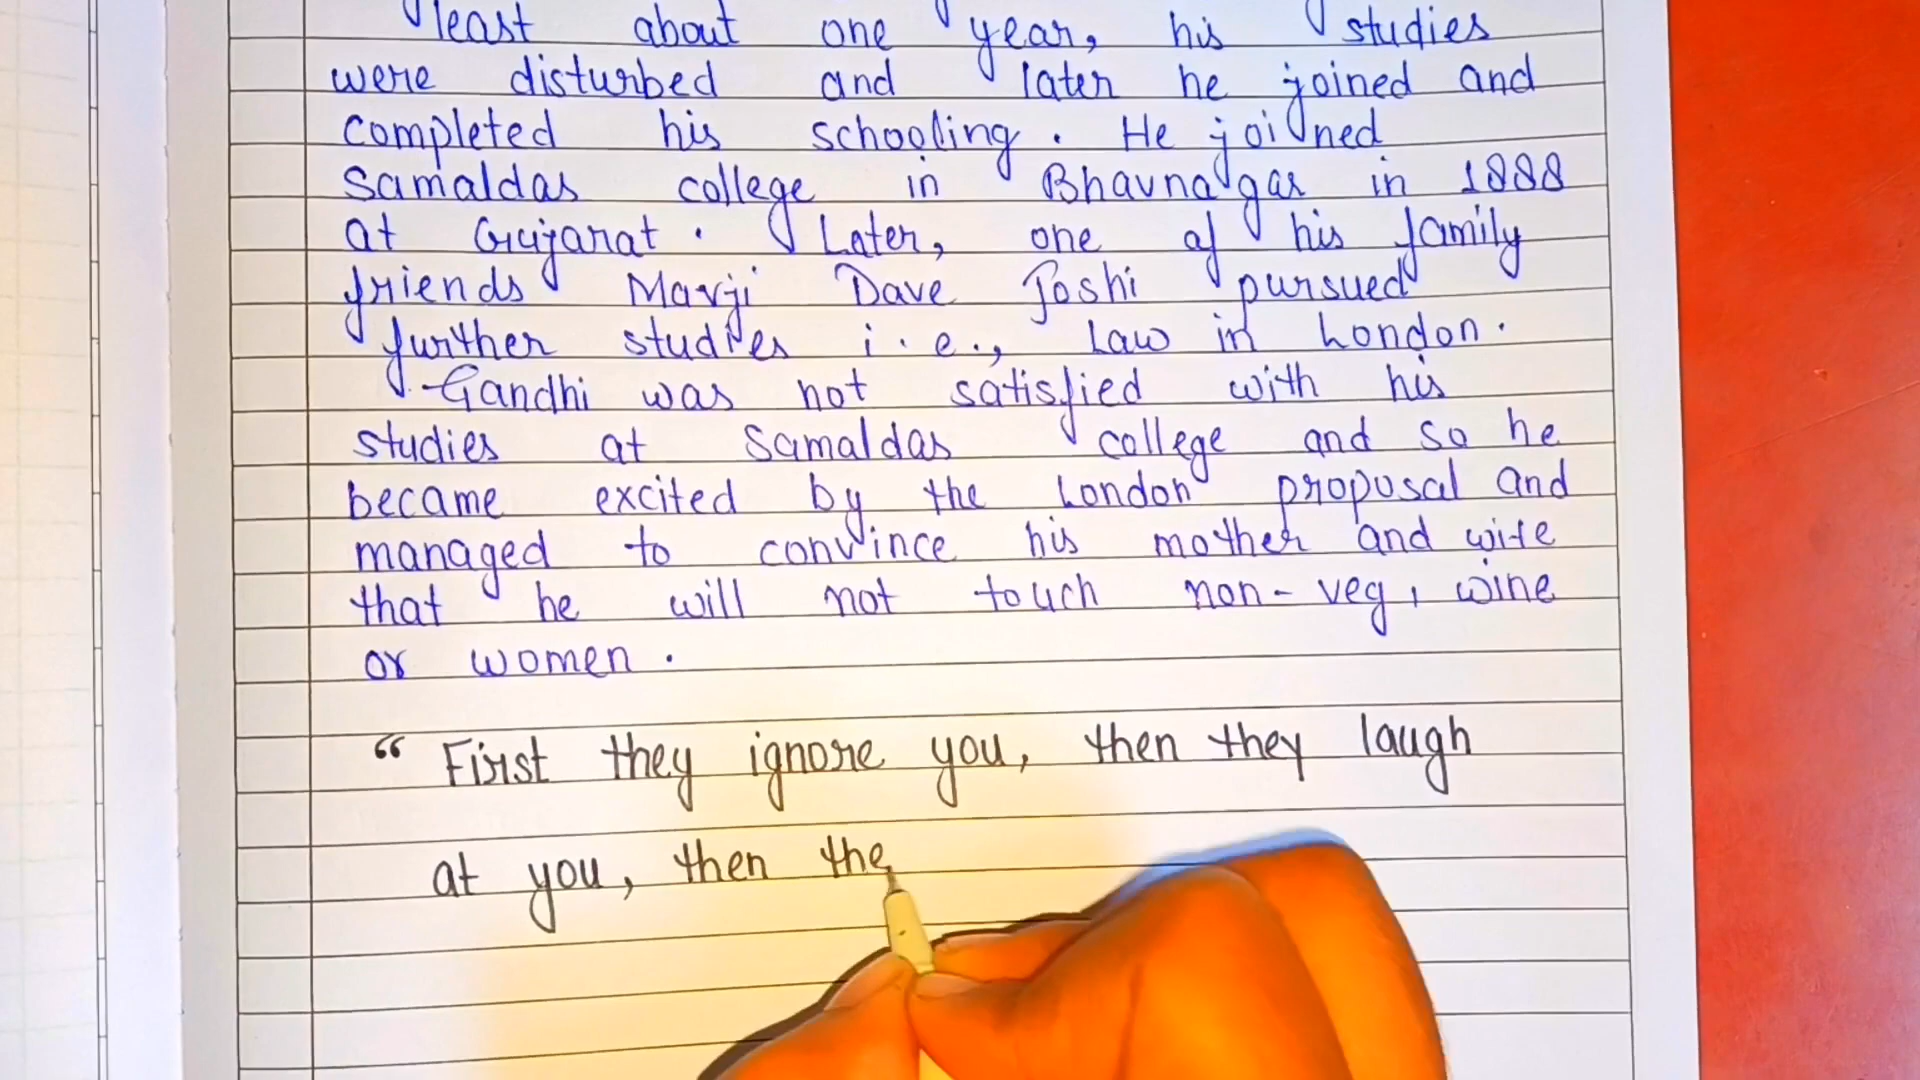 least about one year, his studies
were disturbed and later he joined and
completed his schooling. He joined
Samaldas college in Bhavnagar in 1888
at Gujarat. Later, one of his family
friends Mavji Dave Joshi pursued
further studies i.e., Law in London.
Gandhi was not satisfied with his
studies at Samaldas college and so he
became excited by the London proposal and
managed to convince his mother and wife
that he will not touch non-veg, wine
or women.
“First they ignore you, then they laugh
at you, then the